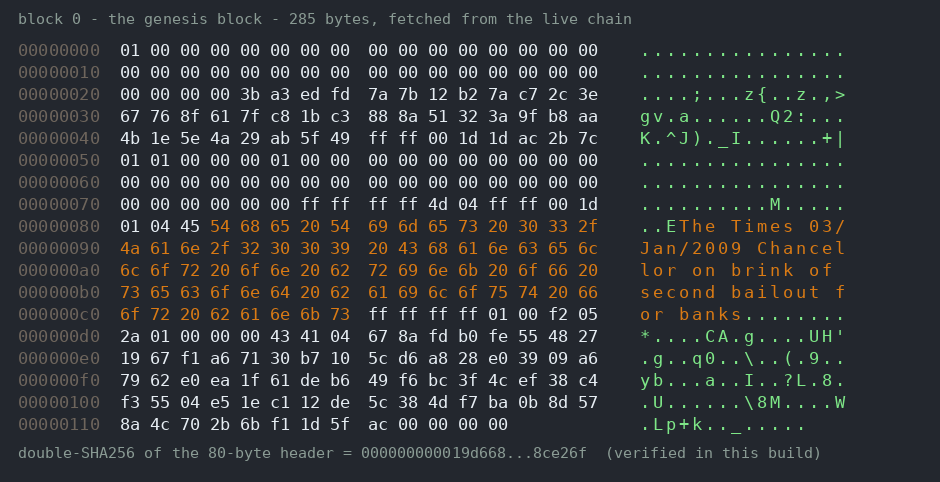 block 0 - the genesis block - 285 bytes, fetched from the live chain
00000000 01 00 00 00 00 00 00 00 00 00 00 00 00 00 00 00 ................
00000010 00 00 00 00 00 00 00 00 00 00 00 00 00 00 00 00 ................
00000020 00 00 00 00 3b a3 ed fd 7a 7b 12 b2 7a c7 2c 3e ....;...z{..z.,>
00000030 67 76 8f 61 7f c8 1b c3 88 8a 51 32 3a 9f b8 aa gv.a......Q2:...
00000040 4b 1e 5e 4a 29 ab 5f 49 ff ff 00 1d 1d ac 2b 7c K.^J)._I......+|
00000050 01 01 00 00 00 01 00 00 00 00 00 00 00 00 00 00 ................
00000060 00 00 00 00 00 00 00 00 00 00 00 00 00 00 00 00 ................
00000070 00 00 00 00 00 00 ff ff ff ff 4d 04 ff ff 00 1d ..........M.....
00000080 01 04 45 54 68 65 20 54 69 6d 65 73 20 30 33 2f ..EThe Times 03/
00000090 4a 61 6e 2f 32 30 30 39 20 43 68 61 6e 63 65 6c Jan/2009 Chancel
000000a0 6c 6f 72 20 6f 6e 20 62 72 69 6e 6b 20 6f 66 20 lor on brink of
000000b0 73 65 63 6f 6e 64 20 62 61 69 6c 6f 75 74 20 66 second bailout f
000000c0 6f 72 20 62 61 6e 6b 73 ff ff ff ff 01 00 f2 05 or banks........
000000d0 2a 01 00 00 00 43 41 04 67 8a fd b0 fe 55 48 27 *....CA.g....UH'
000000e0 19 67 f1 a6 71 30 b7 10 5c d6 a8 28 e0 39 09 a6 .g..q0..\..(.9..
000000f0 79 62 e0 ea 1f 61 de b6 49 f6 bc 3f 4c ef 38 c4 yb...a..I..?L.8.
00000100 f3 55 04 e5 1e c1 12 de 5c 38 4d f7 ba 0b 8d 57 .U......\8M....W
00000110 8a 4c 70 2b 6b f1 1d 5f ac 00 00 00 00 .Lp+k.._.....
double-SHA256 of the 80-byte header = 000000000019d668...8ce26f (verified in this build)